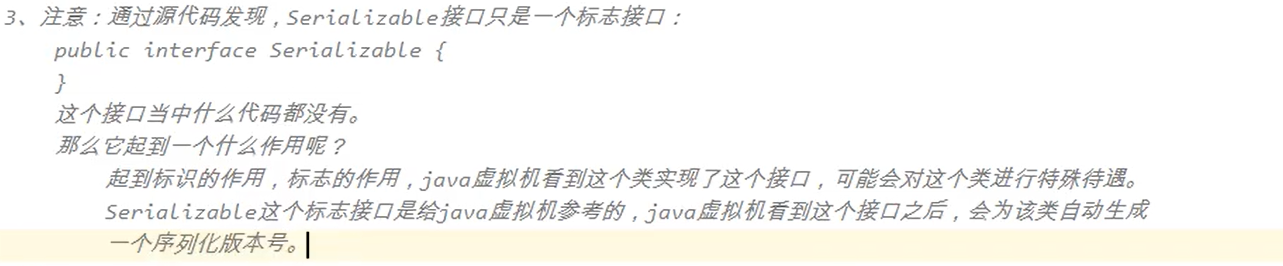 3、注意：通过源代码发现，Serializable接口只是一个标志接口：
public interface Serializable {
}
这个接口当中什么代码都没有。
那么它起到一个什么作用呢？
起到标识的作用，标志的作用，java虚拟机看到这个类实现了这个接口，可能会对这个类进行特殊待遇。
Serializable这个标志接口是给java虚拟机参考的，java虚拟机看到这个接口之后，会为该类自动生成
一个序列化版本号。